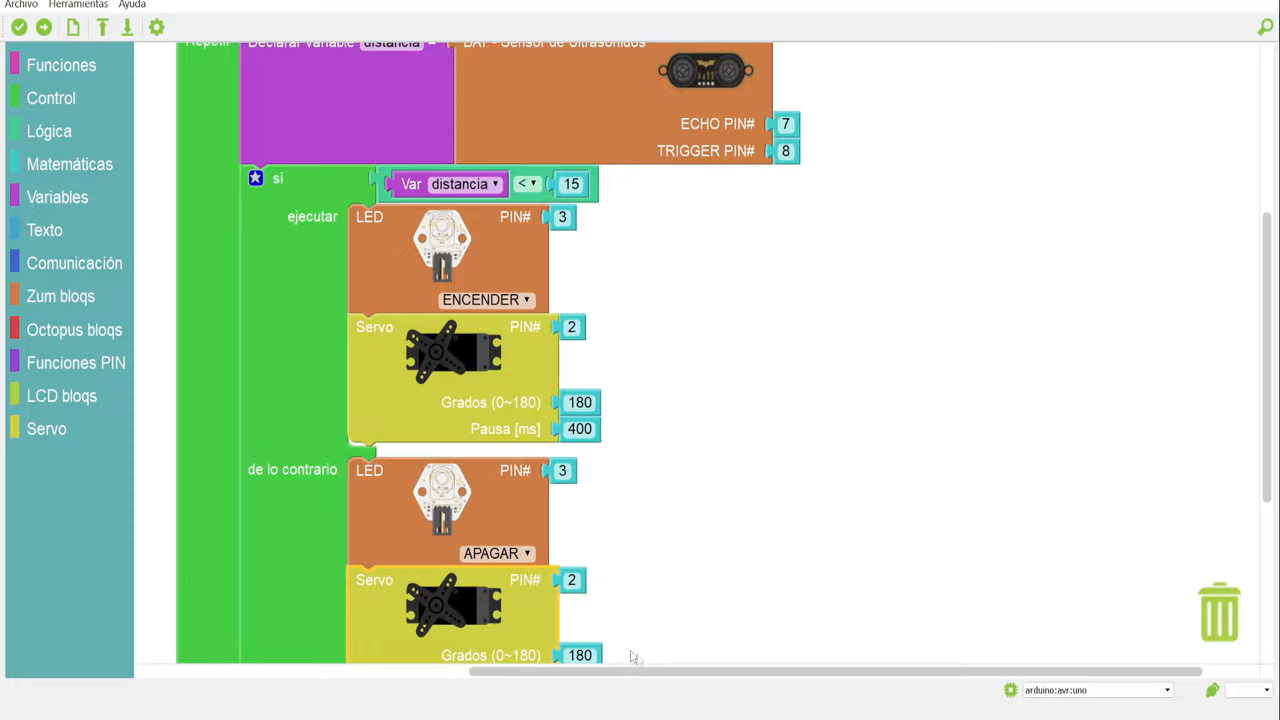 Archivo Herramientas Ayuda
Funciones
Control
Lógica
Matemáticas
Variables
Texto
Comunicación
Zum bloqs
Octopus bloqs
Funciones PIN
LCD bloqs
Servo
Repetir Declarar variable distancia = BAT - Sensor de ultrasonidos
ECHO PIN# 7
TRIGGER PIN# 8
si Var distancia < 15
ejecutar LED PIN# 3
ENCENDER
Servo PIN# 2
Grados (0~180) 180
Pausa [ms] 400
de lo contrario LED PIN# 3
APAGAR
Servo PIN# 2
Grados (0~180) 180
arduino:avr:uno